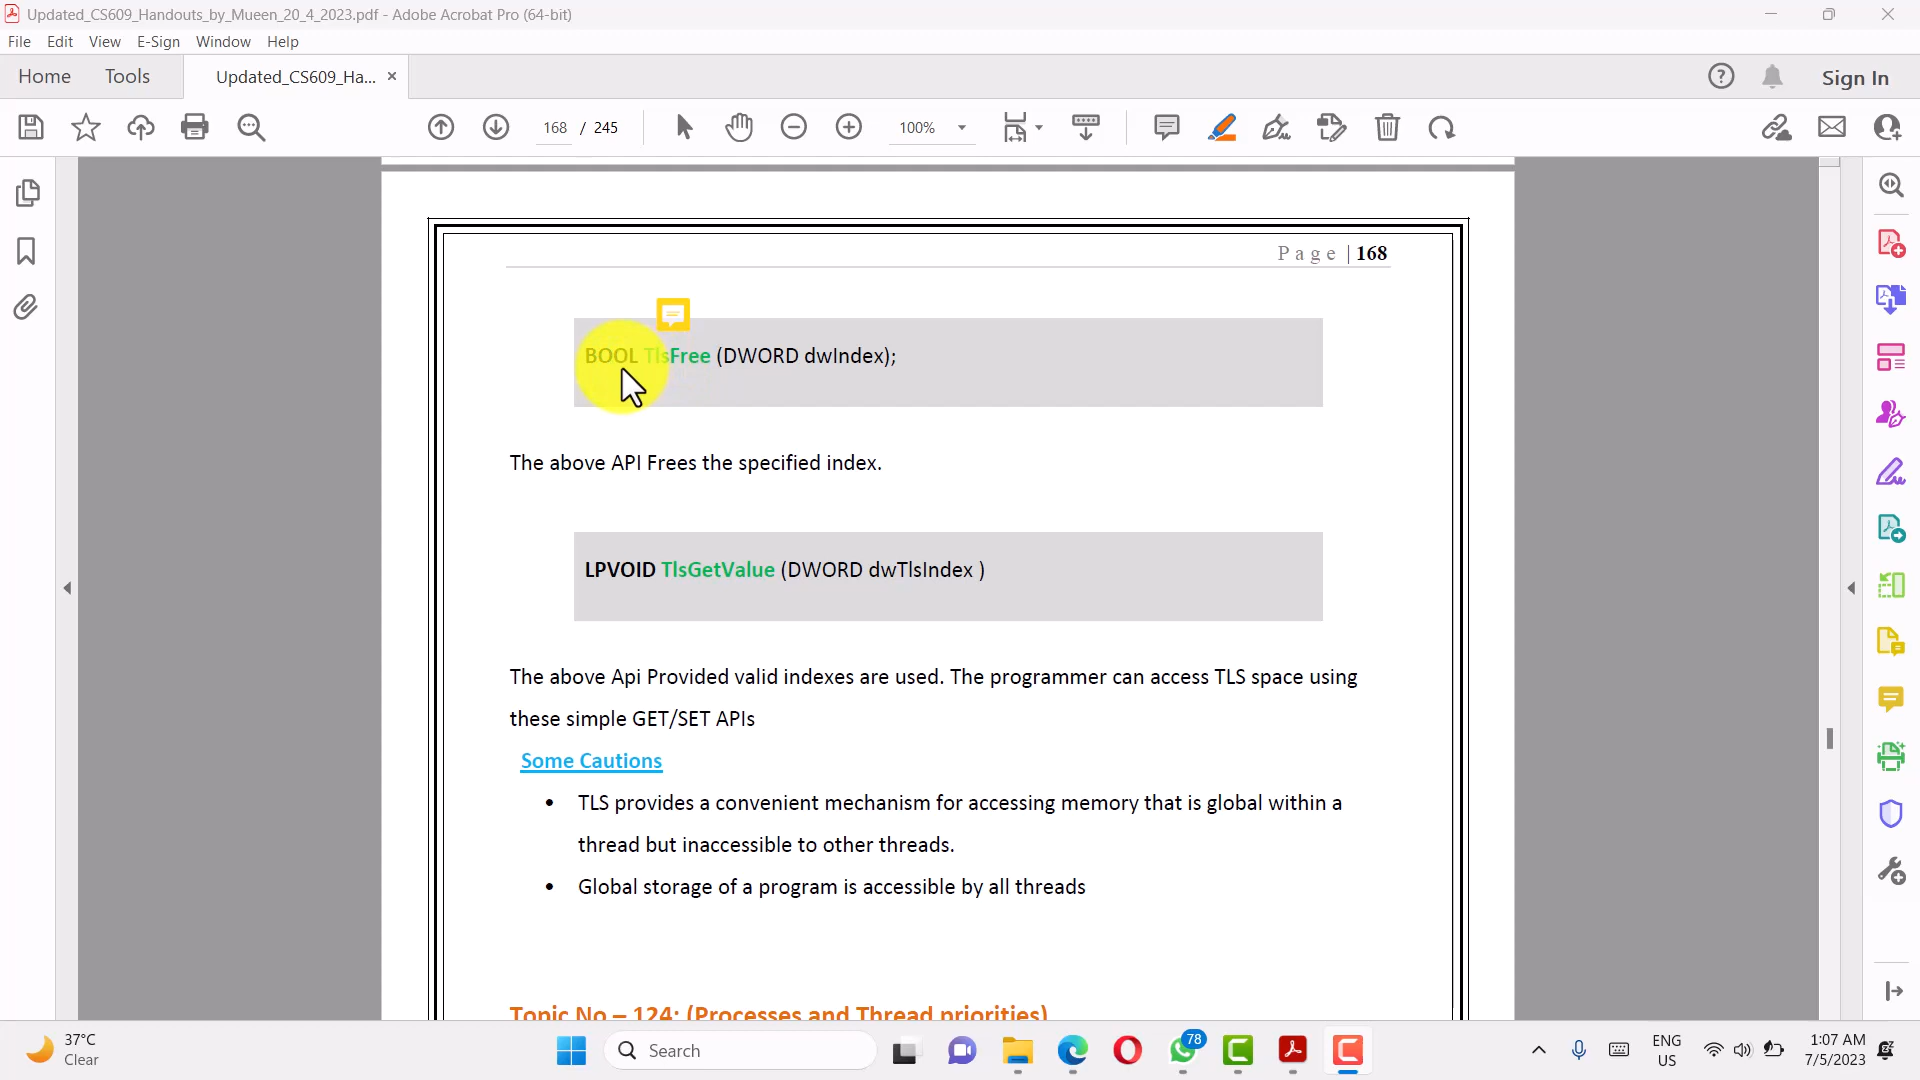 Updated_CS609_Handouts_by_Mueen_20_4_2023.pdf - Adobe Acrobat Pro (64-bit)
File Edit View E-Sign Window Help
Home Tools Updated_CS609_Ha... × Sign In
168 / 245 100%
Page | 168
BOOL TlsFree (DWORD dwIndex);
The above API Frees the specified index.
LPVOID TlsGetValue (DWORD dwTlsIndex )
The above Api Provided valid indexes are used. The programmer can access TLS space using
these simple GET/SET APIs
Some Cautions
• TLS provides a convenient mechanism for accessing memory that is global within a
thread but inaccessible to other threads.
• Global storage of a program is accessible by all threads
Topic No – 124: (Processes and Thread priorities)
37°C
Clear
Search
78
ENG
US
1:07 AM
7/5/2023